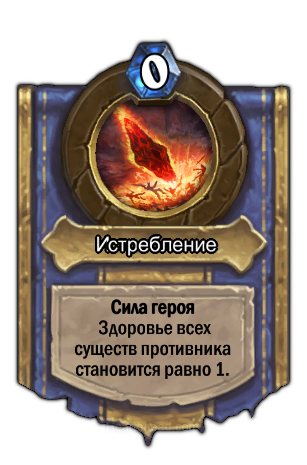 0
Истребление
Сила героя
Здоровье всех
существ противника
становится равно 1.